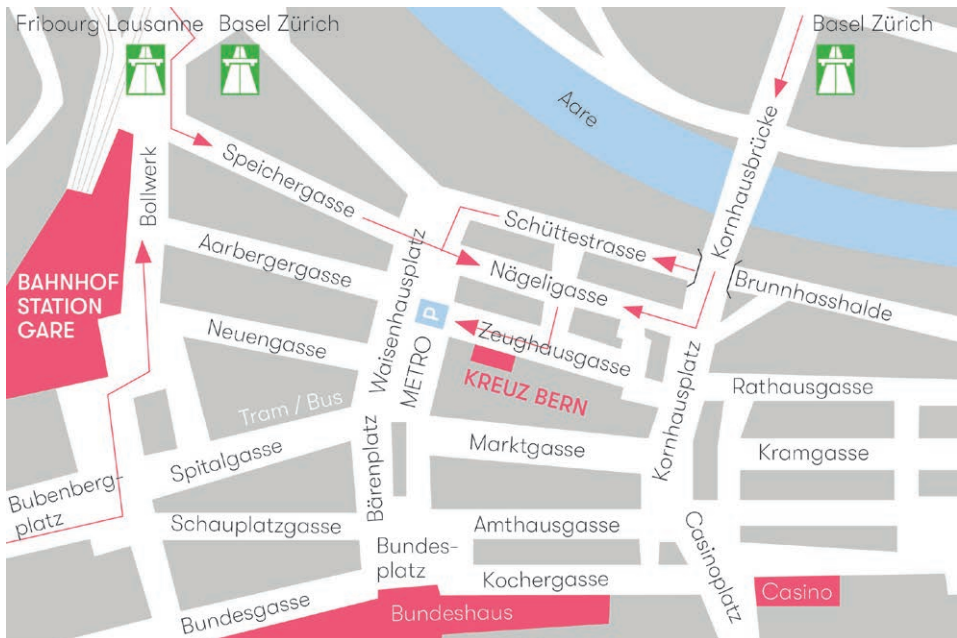 Fribourg Lausanne
Basel Zürich
Basel Zürich
Aare
Kornhausbrücke
Speichergasse
Bollwerk
Schüttestrasse
Aarbergergasse
Waisenhausplatz
Nägeligasse
Brunnhasshalde
BAHNHOF
STATION
GARE
P
Neuengasse
METRO
Zeughausgasse
KREUZ BERN
Rathausgasse
Tram / Bus
Kornhausplatz
Marktgasse
Kramgasse
Spitalgasse
Bärenplatz
Bubenberg-
platz
Schauplatzgasse
Amthausgasse
Bundes-
platz
Casinoplatz
Kochergasse
Bundesgasse
Bundeshaus
Casino